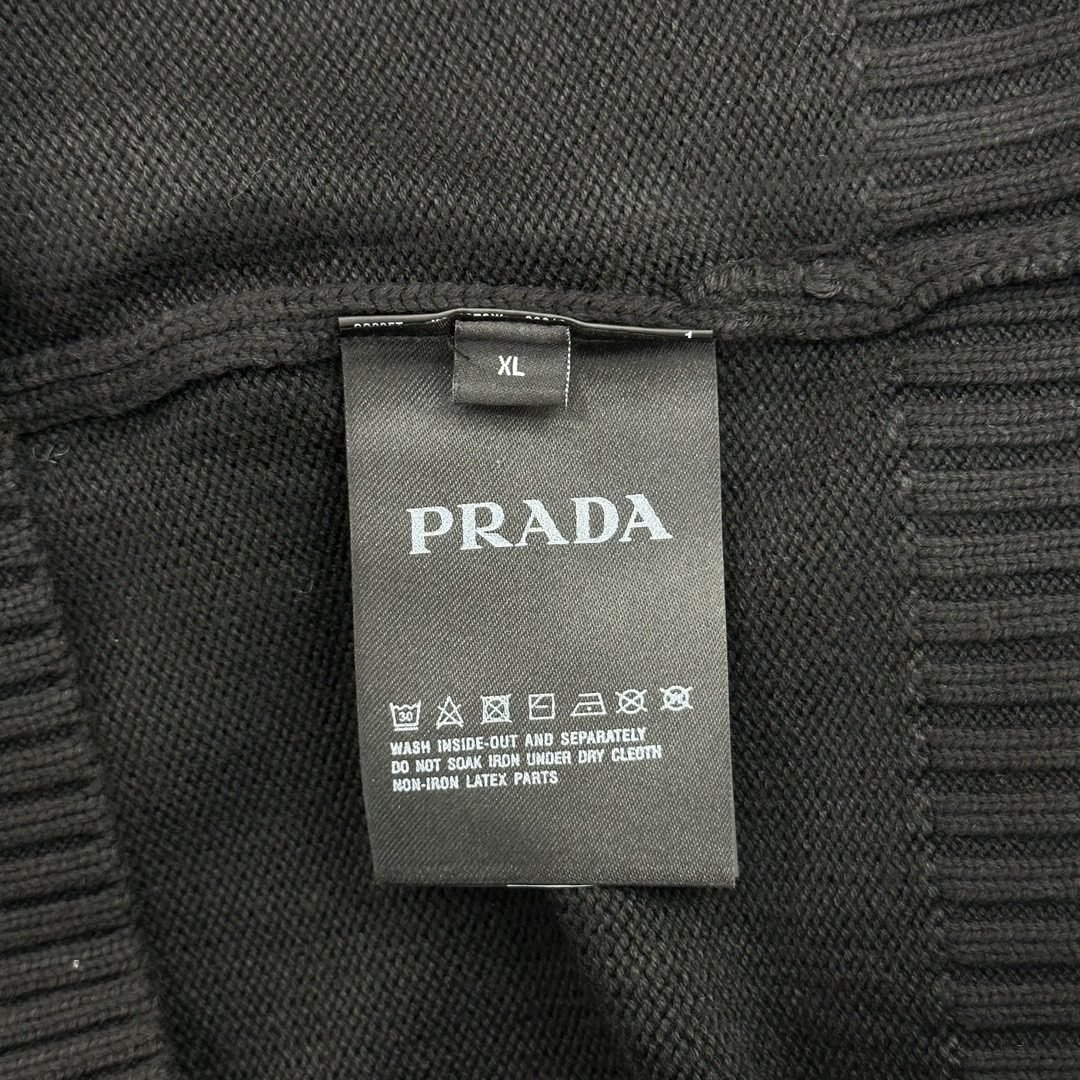 XL
PRADA
30
WASH INSIDE-OUT AND SEPARATELY
DO NOT SOAK IRON UNDER DRY CLEOTH
NON-IRON LATEX PARTS